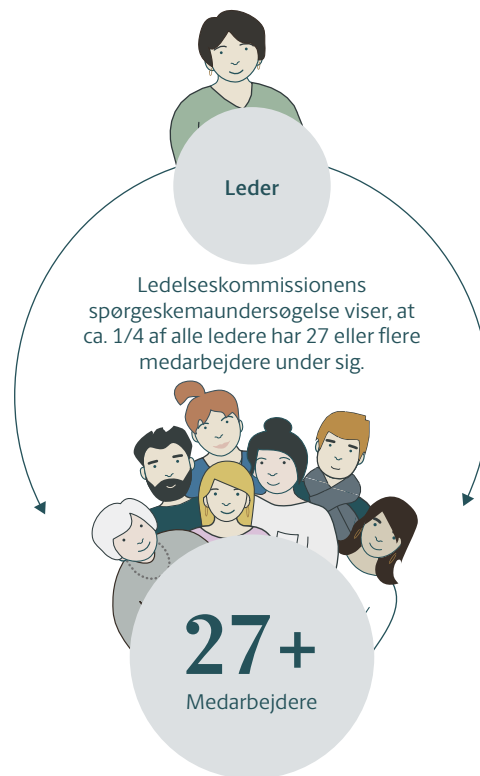 Leder
Ledelseskommissionens
spørgeskemaundersøgelse viser, at
ca. 1/4 af alle ledere har 27 eller flere
medarbejdere under sig.
27+
Medarbejdere